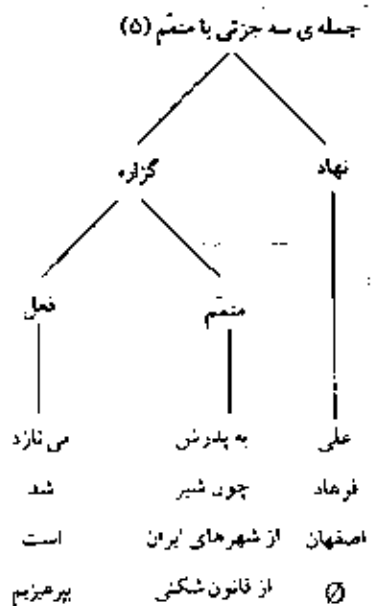 جمله ی سه جزئی با متمّم (۵)
نهاد گزاره
متمّم فعل
علی به پدرش می نازد
فرهاد چون شیر شد
اصفهان از شهرهای ایران است
Ø از قانون شکنی بپرهیزیم